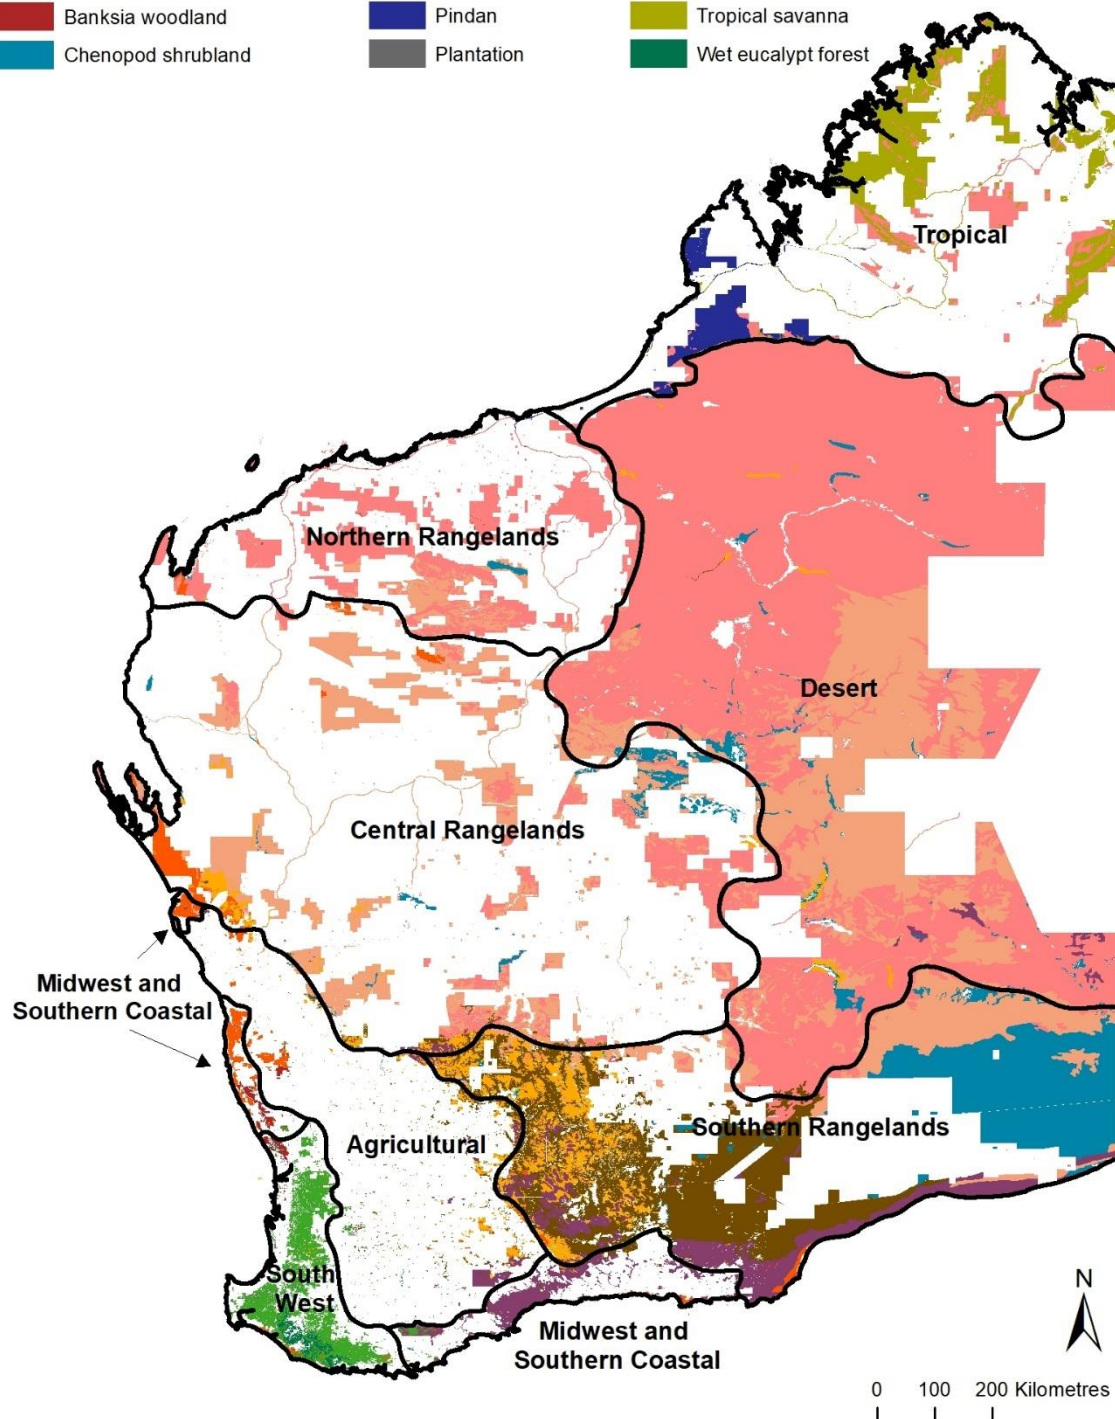 Banksia woodland
Pindan
Tropical savanna
Chenopod shrubland
Plantation
Wet eucalypt forest
Tropical
Northern Rangelands
Desert
Central Rangelands
Midwest and
Southern Coastal
Southern Rangelands
Agricultural
South
West
N
Midwest and
Southern Coastal
0 100 200 Kilometres